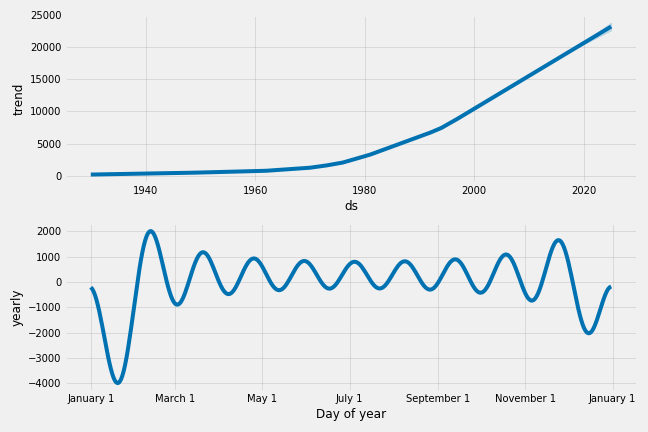 25000
20000
15000
10000
5000
0
trend
1940 1960 1980 2000 2020
ds
2000
1000
0
−1000
−2000
−3000
−4000
yearly
January 1 March 1 May 1 July 1 September 1 November 1 January 1
Day of year